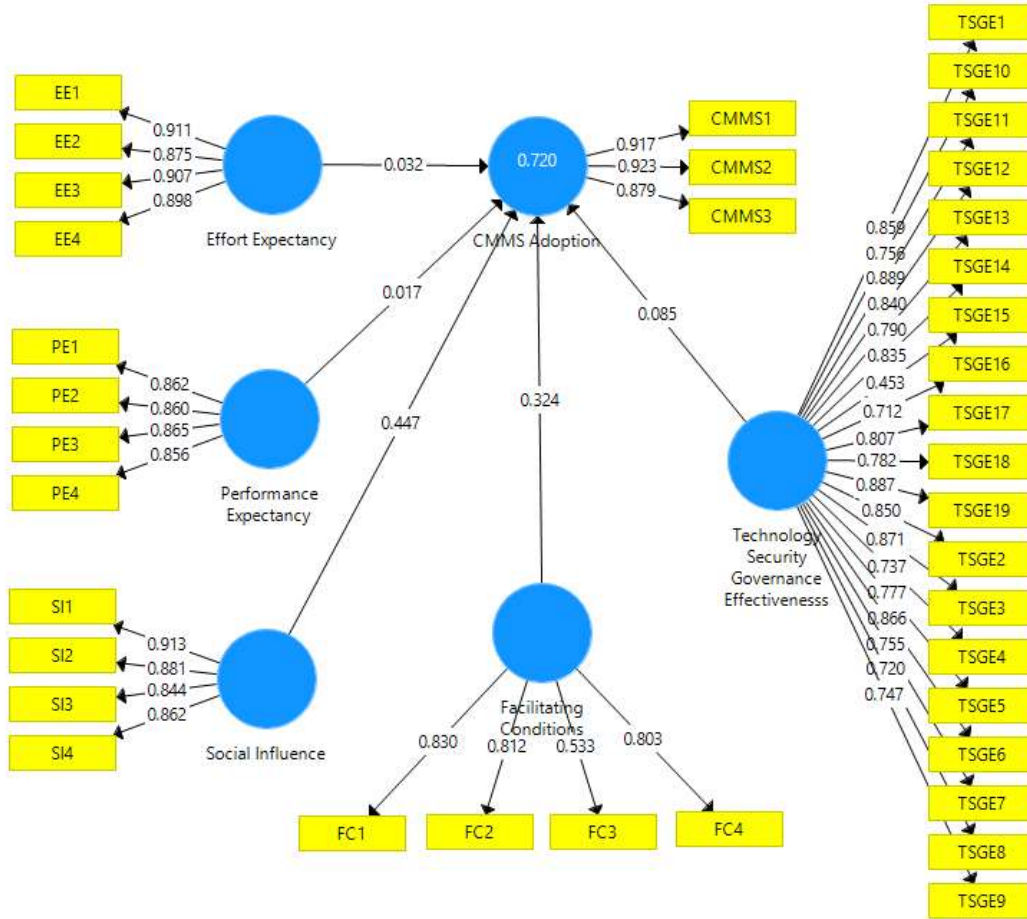 EE1
EE2
EE3
EE4
0.911
0.875
0.907
0.898
Effort Expectancy
0.032
0.720
CMMS Adoption
0.917
0.923
0.879
CMMS1
CMMS2
CMMS3
PE1
PE2
PE3
PE4
0.862
0.860
0.865
0.856
Performance
Expectancy
0.017
SI1
SI2
SI3
SI4
0.913
0.881
0.844
0.862
Social Influence
0.447
0.324
Facilitating
Conditions
0.830
0.812
0.533
0.803
FC1
FC2
FC3
FC4
0.085
Technology
Security
Governance
Effectivenesss
0.859
0.756
0.889
0.840
0.790
0.835
0.453
0.712
0.807
0.782
0.887
0.850
0.871
0.737
0.777
0.866
0.755
0.720
0.747
TSGE1
TSGE10
TSGE11
TSGE12
TSGE13
TSGE14
TSGE15
TSGE16
TSGE17
TSGE18
TSGE19
TSGE2
TSGE3
TSGE4
TSGE5
TSGE6
TSGE7
TSGE8
TSGE9